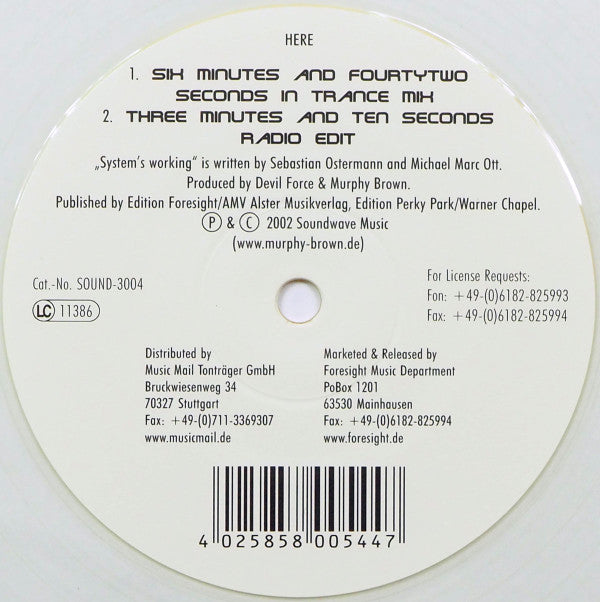 HERE
1. SIX MINUTES AND FOURTYTWO
SECONDS IN TRANCE MIX
2. THREE MINUTES AND TEN SECONDS
RADIO EDIT
„System's working“ is written by Sebastian Ostermann and Michael Marc Ott.
Produced by Devil Force & Murphy Brown.
Published by Edition Foresight/AMV Alster Musikverlag, Edition Perky Park/Warner Chapel.
Ⓟ & Ⓒ 2002 Soundwave Music
(www.murphy-brown.de)
Cat.-No. SOUND-3004
LC 11386
For License Requests:
Fon: +49-(0)6182-825993
Fax: +49-(0)6182-825994
Distributed by
Music Mail Tonträger GmbH
Bruckwiesenweg 34
70327 Stuttgart
Fax: +49-(0)711-3369307
www.musicmail.de
Marketed & Released by
Foresight Music Department
PoBox 1201
63530 Mainhausen
Fax: +49-(0)6182-825994
www.foresight.de
4 025858 005447